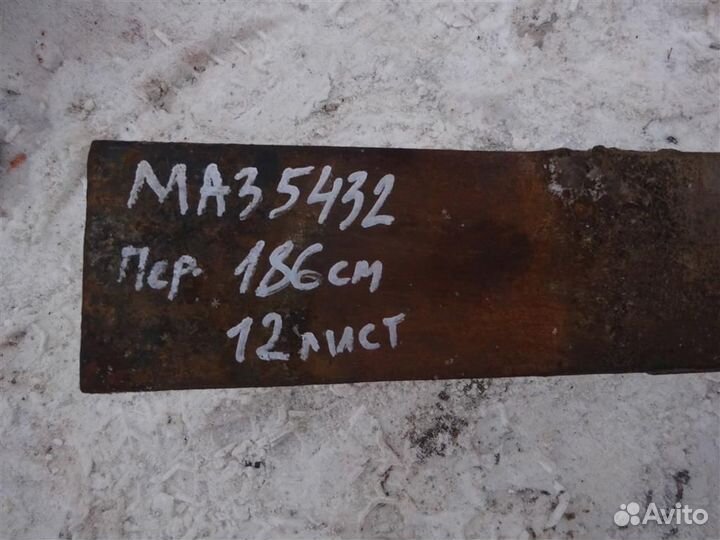 МАЗ5432
Пер. 186см
12лист
Avito